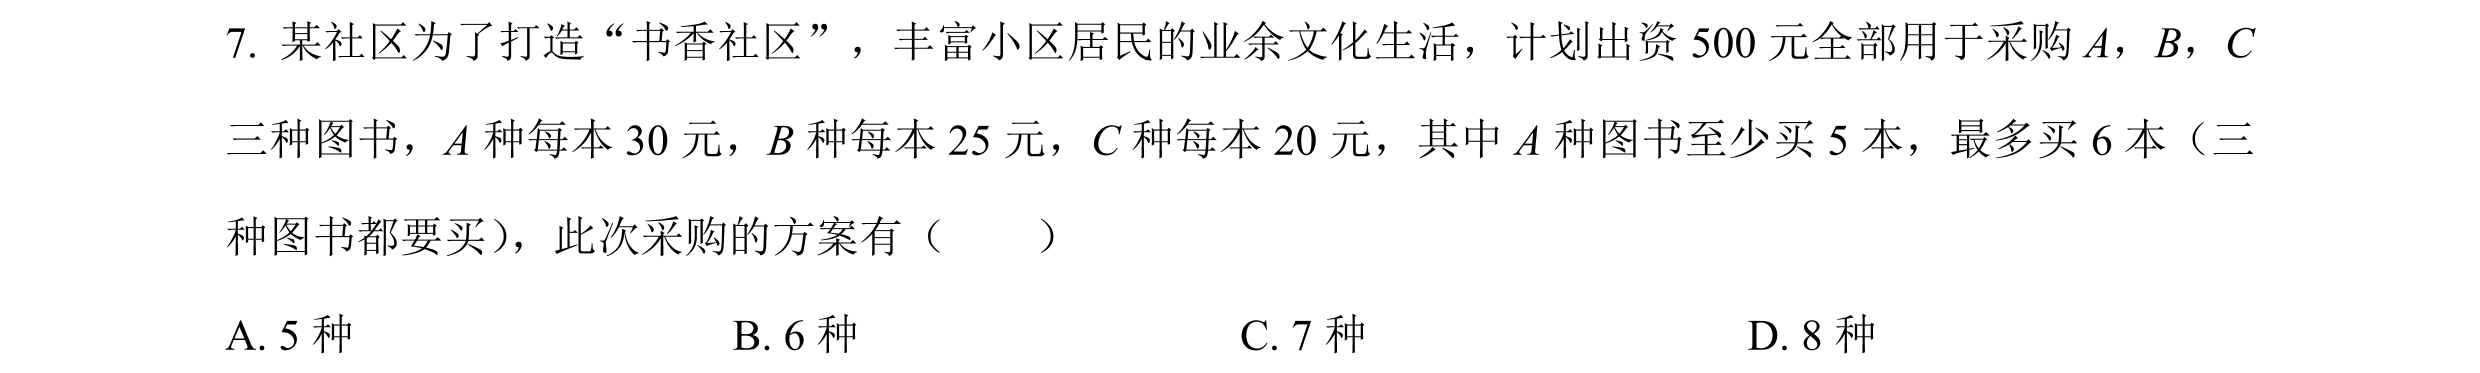 7. 某社区为了打造“书香社区”，丰富小区居民的业余文化生活，计划出资 500 元全部用于采购 A，B，C
三种图书，A 种每本 30 元，B 种每本 25 元，C 种每本 20 元，其中 A 种图书至少买 5 本，最多买 6 本（三
种图书都要买），此次采购的方案有（　　）
A. 5 种 B. 6 种 C. 7 种 D. 8 种